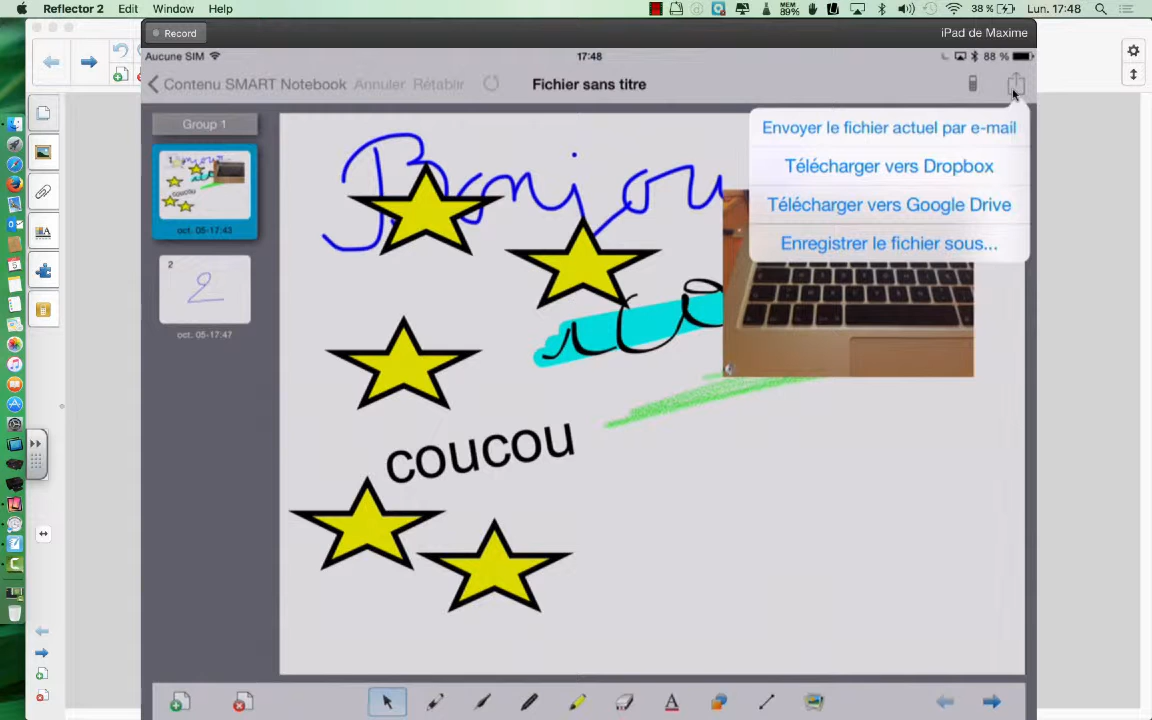 Reflector 2 Edit Window Help MEM 89% 38 % Lun. 17:48
Record iPad de Maxime
Aucune SIM 17:48 88 %
Contenu SMART Notebook Annuler Rétablir Fichier sans titre
Group 1
Envoyer le fichier actuel par e-mail
Télécharger vers Dropbox
Télécharger vers Google Drive
Enregistrer le fichier sous...
1
oct. 05-17:43
2
2
oct. 05-17:47
Bonjou
coucou
A